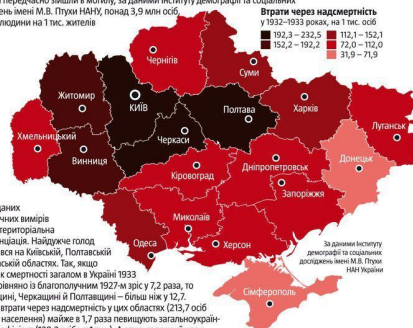 передчасно зійшли в могилу, за даними Інституту демографії та соціальних
ень імені М.В. Птухи НАНУ, понад 3,9 млн осіб,
людини на 1 тис. жителів
Втрати через надсмертність
у 1932–1933 роках, на 1 тис. осіб
192,3 – 232,5
112,1 – 152,1
152,2 – 192,2
72,0 – 112,0
31,9 – 71,9
Чернігів
Суми
Житомир
КИЇВ
Полтава
Харків
Хмельницький
Черкаси
Луганськ
Винниця
Кіровоград
Дніпропетровськ
Донецьк
Запоріжжя
Миколаїв
Одеса
Херсон
Сімферополь
За даними Інституту
демографії та соціальних
досліджень імені М.В. Птухи
НАН України
даних
ічних вимірів
територіальна
нціація. Найдужче голод
вся на Київській, Полтавській
ській областях. Так, якщо
к смертності загалом в Україні 1933
рівняно із благополучним 1927-м зріс у 7,2 раза, то
щині, Черкащині й Полтавщині – більш ніж у 12,7.
втрати через надсмертність у цих областях (213,7 осіб
населення) майже в 1,7 раза перевищують загальноукраїн-